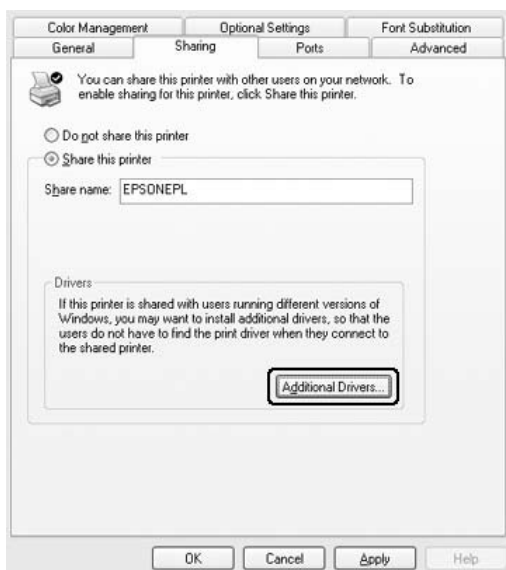 Color Management Optional Settings Font Substitution
General Sharing Ports Advanced
You can share this printer with other users on your network. To
enable sharing for this printer, click Share this printer.
Do not share this printer
Share this printer
Share name: EPSONEPL
Drivers
If this printer is shared with users running different versions of
Windows, you may want to install additional drivers, so that the
users do not have to find the print driver when they connect to
the shared printer.
Additional Drivers...
OK Cancel Apply Help